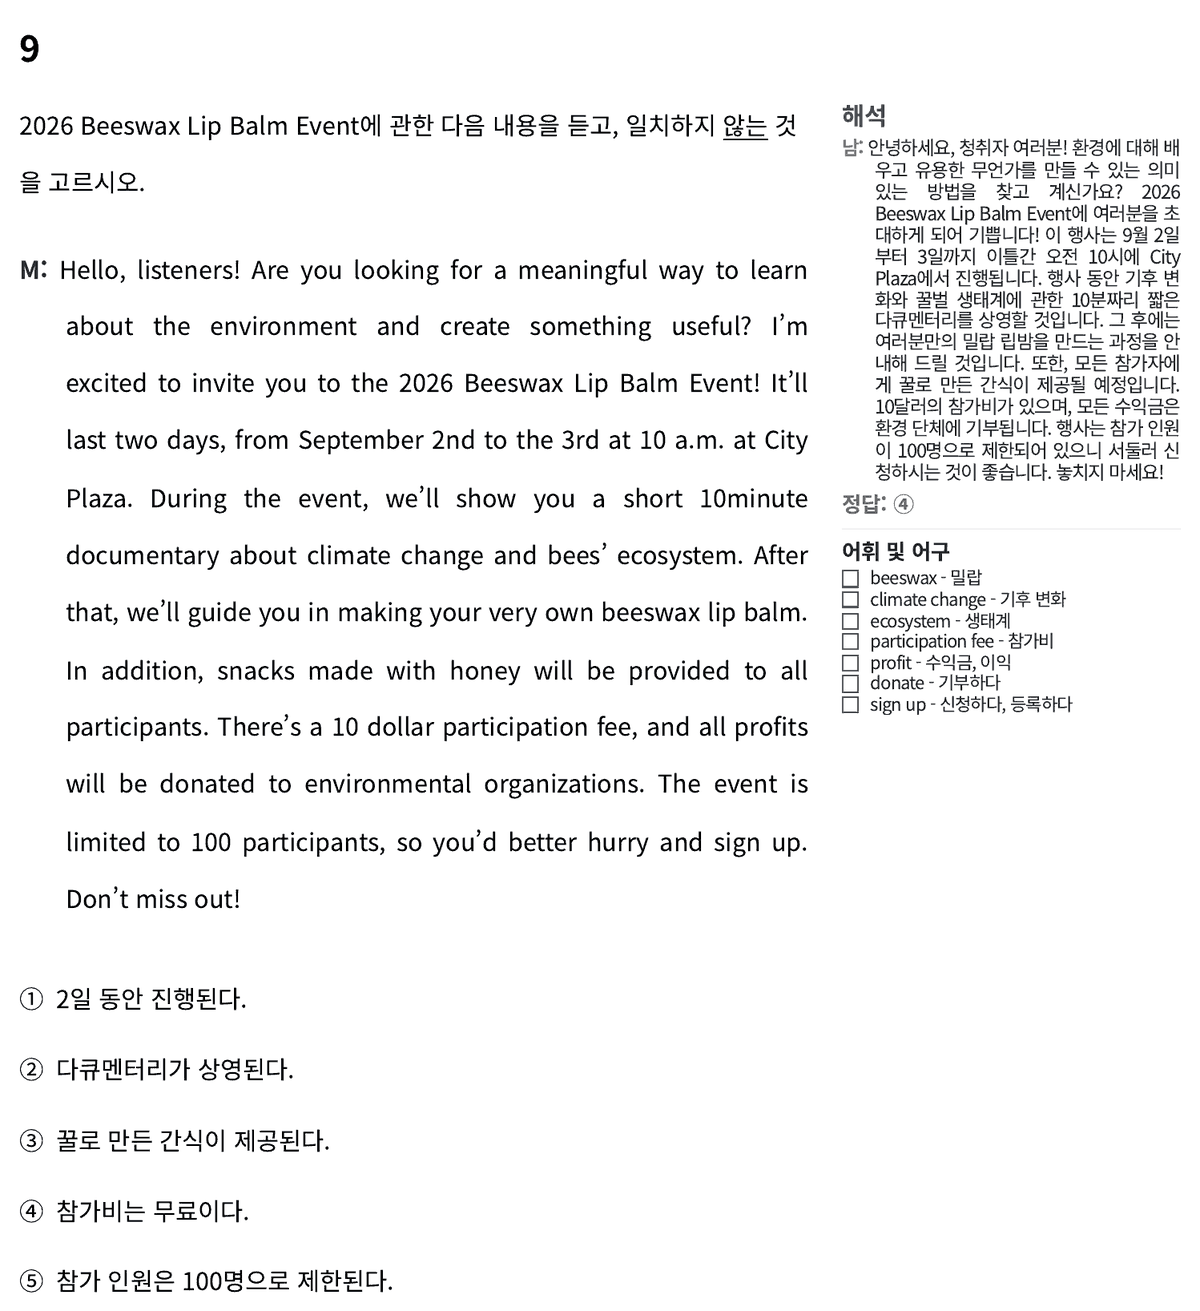 9
2026 Beeswax Lip Balm Event에 관한 다음 내용을 듣고, 일치하지 않는 것
을 고르시오.
M: Hello, listeners! Are you looking for a meaningful way to learn
about the environment and create something useful? I’m
excited to invite you to the 2026 Beeswax Lip Balm Event! It’ll
last two days, from September 2nd to the 3rd at 10 a.m. at City
Plaza. During the event, we’ll show you a short 10minute
documentary about climate change and bees’ ecosystem. After
that, we’ll guide you in making your very own beeswax lip balm.
In addition, snacks made with honey will be provided to all
participants. There’s a 10 dollar participation fee, and all profits
will be donated to environmental organizations. The event is
limited to 100 participants, so you’d better hurry and sign up.
Don’t miss out!
① 2일 동안 진행된다.
② 다큐멘터리가 상영된다.
③ 꿀로 만든 간식이 제공된다.
④ 참가비는 무료이다.
⑤ 참가 인원은 100명으로 제한된다.
해석
남: 안녕하세요, 청취자 여러분! 환경에 대해 배
우고 유용한 무언가를 만들 수 있는 의미
있는 방법을 찾고 계신가요? 2026
Beeswax Lip Balm Event에 여러분을 초
대하게 되어 기쁩니다! 이 행사는 9월 2일
부터 3일까지 이틀간 오전 10시에 City
Plaza에서 진행됩니다. 행사 동안 기후 변
화와 꿀벌 생태계에 관한 10분짜리 짧은
다큐멘터리를 상영할 것입니다. 그 후에는
여러분만의 밀랍 립밤을 만드는 과정을 안
내해 드릴 것입니다. 또한, 모든 참가자에
게 꿀로 만든 간식이 제공될 예정입니다.
10달러의 참가비가 있으며, 모든 수익금은
환경 단체에 기부됩니다. 행사는 참가 인원
이 100명으로 제한되어 있으니 서둘러 신
청하시는 것이 좋습니다. 놓치지 마세요!
정답: ④
어휘 및 어구
□ beeswax - 밀랍
□ climate change - 기후 변화
□ ecosystem - 생태계
□ participation fee - 참가비
□ profit - 수익금, 이익
□ donate - 기부하다
□ sign up - 신청하다, 등록하다